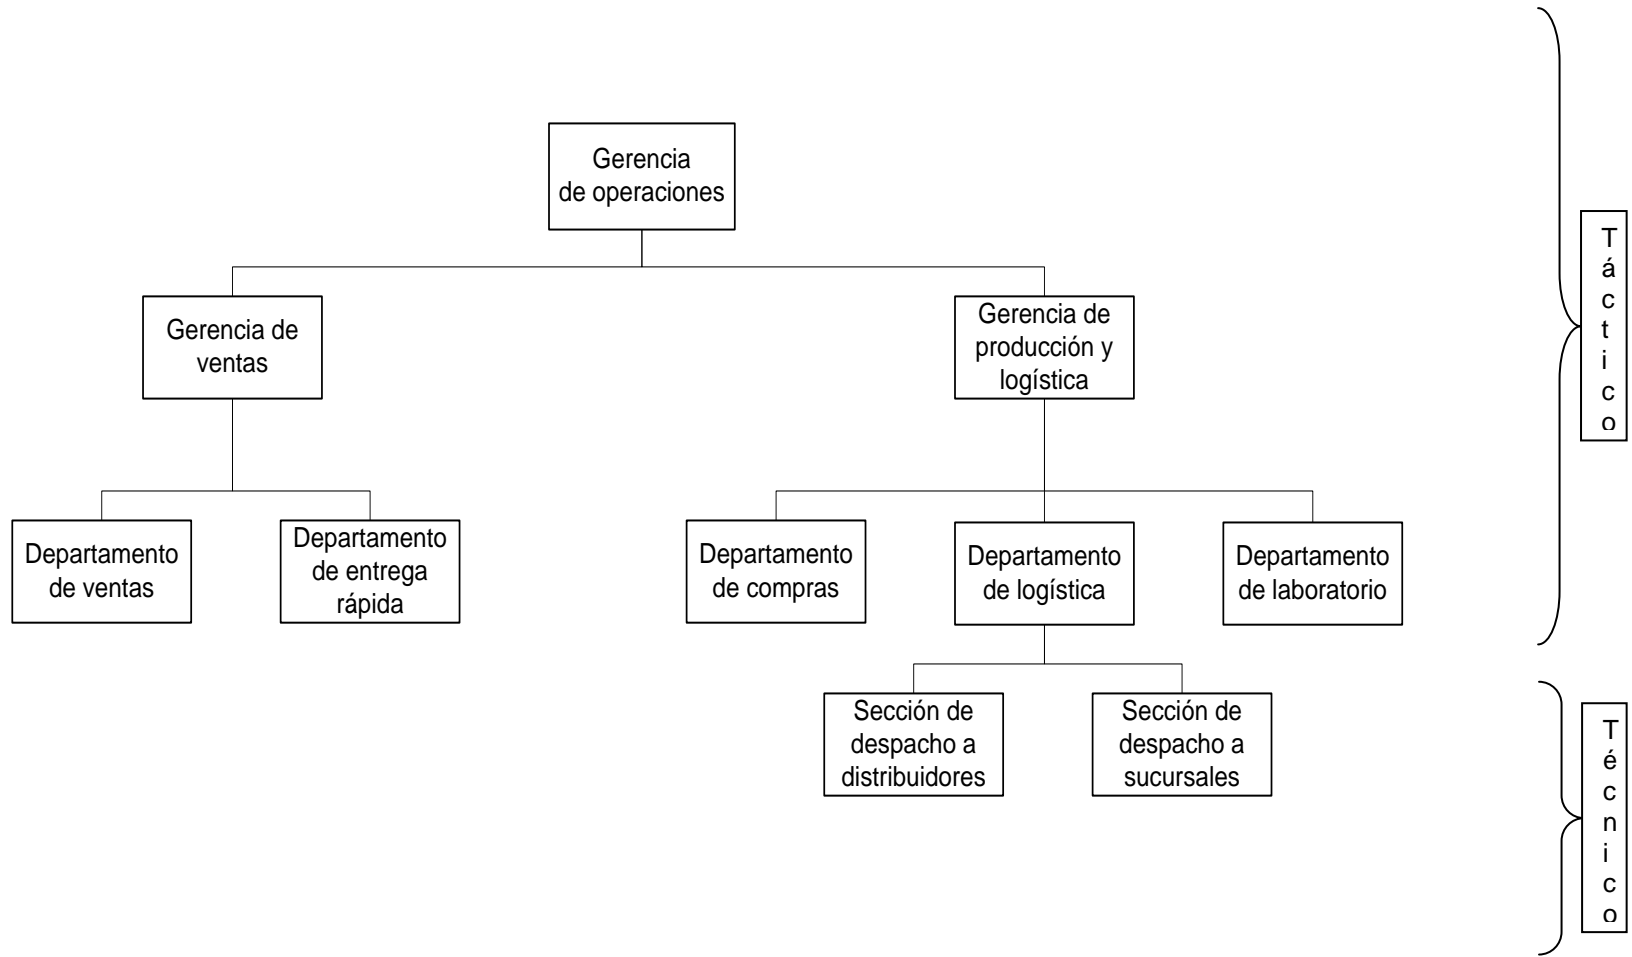 Gerencia
de operaciones
Gerencia de
ventas
Gerencia de
producción y
logística
Departamento
de ventas
Departamento
de entrega
rápida
Departamento
de compras
Departamento
de logística
Departamento
de laboratorio
Sección de
despacho a
distribuidores
Sección de
despacho a
sucursales
T
á
c
t
i
c
o
T
é
c
n
i
c
o